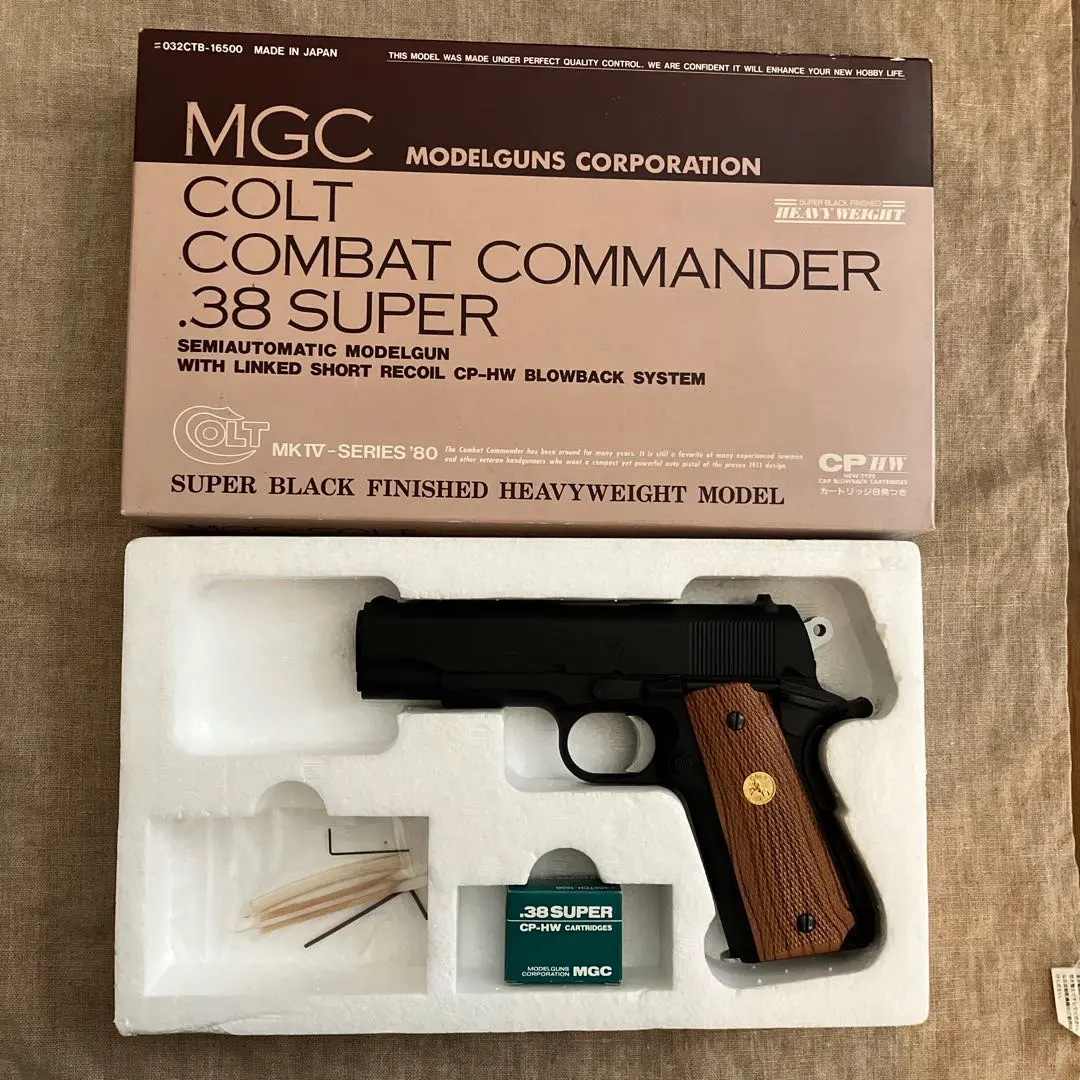 =032CTB-16500 MADE IN JAPAN
THIS MODEL WAS MADE UNDER PERFECT QUALITY CONTROL. WE ARE CONFIDENT IT WILL ENHANCE YOUR NEW HOBBY LIFE.
MGC MODELGUNS CORPORATION
COLT
SUPER BLACK FINISHED
HEAVY WEIGHT
COMBAT COMMANDER
.38 SUPER
SEMIAUTOMATIC MODELGUN
WITH LINKED SHORT RECOIL CP-HW BLOWBACK SYSTEM
COLT
MKIV-SERIES '80
The Combat Commander has been around for many years. It is still a favorite of many experienced lawmen
and other veteran handgunners who want a compact yet powerful auto pistol of the proven 1911 design.
CP HW
NEW TYPE
CAP BLOWBACK CARTRIDGES
カートリッジ8発つき
SUPER BLACK FINISHED HEAVYWEIGHT MODEL
.38 SUPER
CP-HW CARTRIDGES
MODELGUNS
CORPORATION MGC